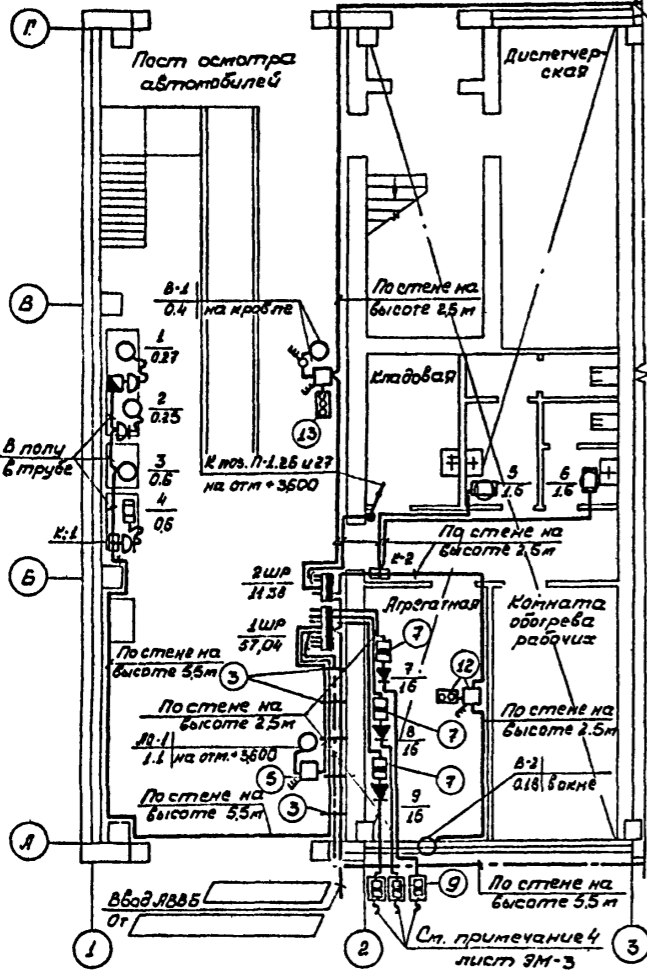 Г
Пост осмотра
автомобилей
Диспетчер-
ская
В
В-1
0.4
на кровле
По стене на
высоте 2,5 м
1
0.27
2
0.25
3
0.6
4
0,6
В полу
в трубе
К-1
13
Кладовая
К поз. П-1.26 и 27
на отм +3,600
5
1.6
6
1.6
К-2
По стене на
высоте 2,5 м
Б
2ШР
11.38
1ШР
57,04
Агрегатная
Комната
обогрева
рабочих
По стене на
высоте 5,5 м
3
7
7
16
12
По стене на
высоте 2,5 м
7
8
16
По стене на
высоте 2.5 м
1.1
на отм.+3,600
5
7
В-2
0.18
в окне
По стене на
высоте 5,5 м
3
9
16
А
Ввод ЯВВБ
От
9
По стене на
высоте 5,5 м
1
2
См. примечание 4
лист ЭМ-3
3